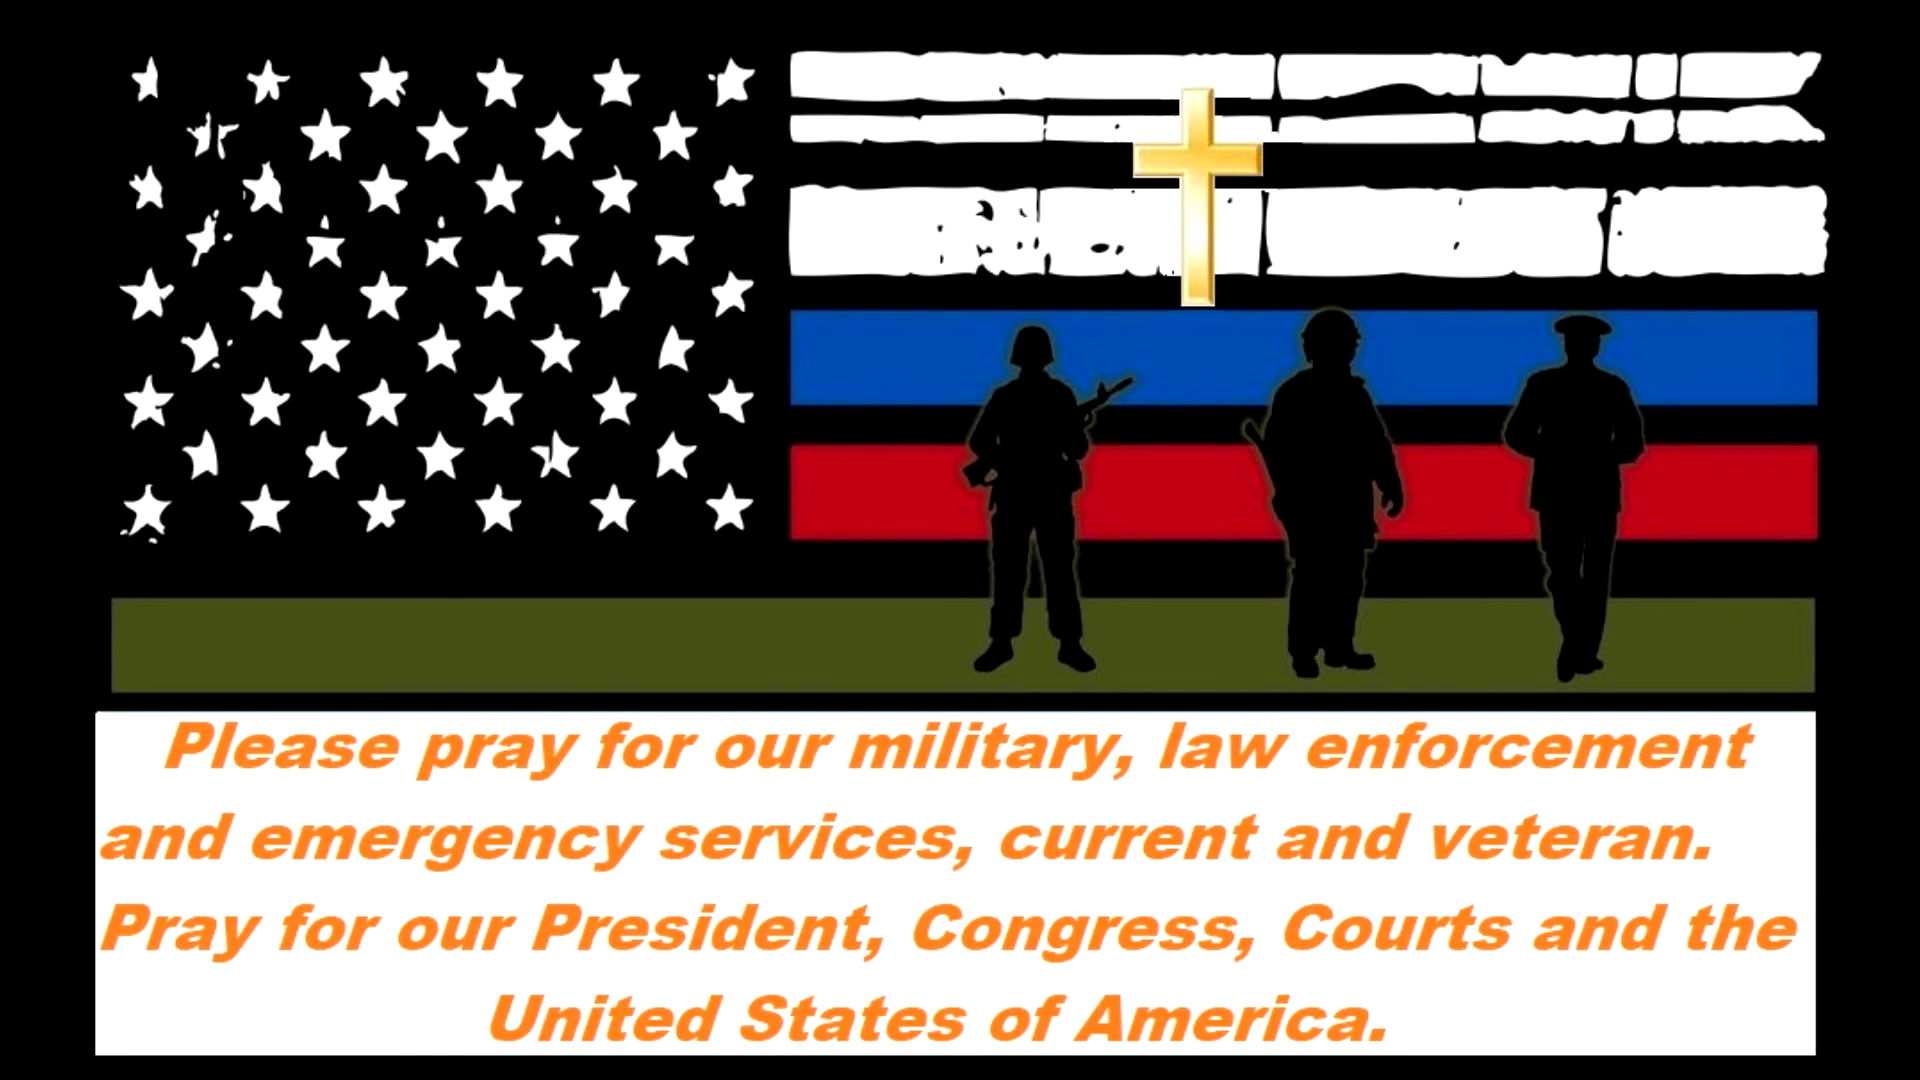 Please pray for our military, law enforcement
and emergency services, current and veteran.
Pray for our President, Congress, Courts and the
United States of America.